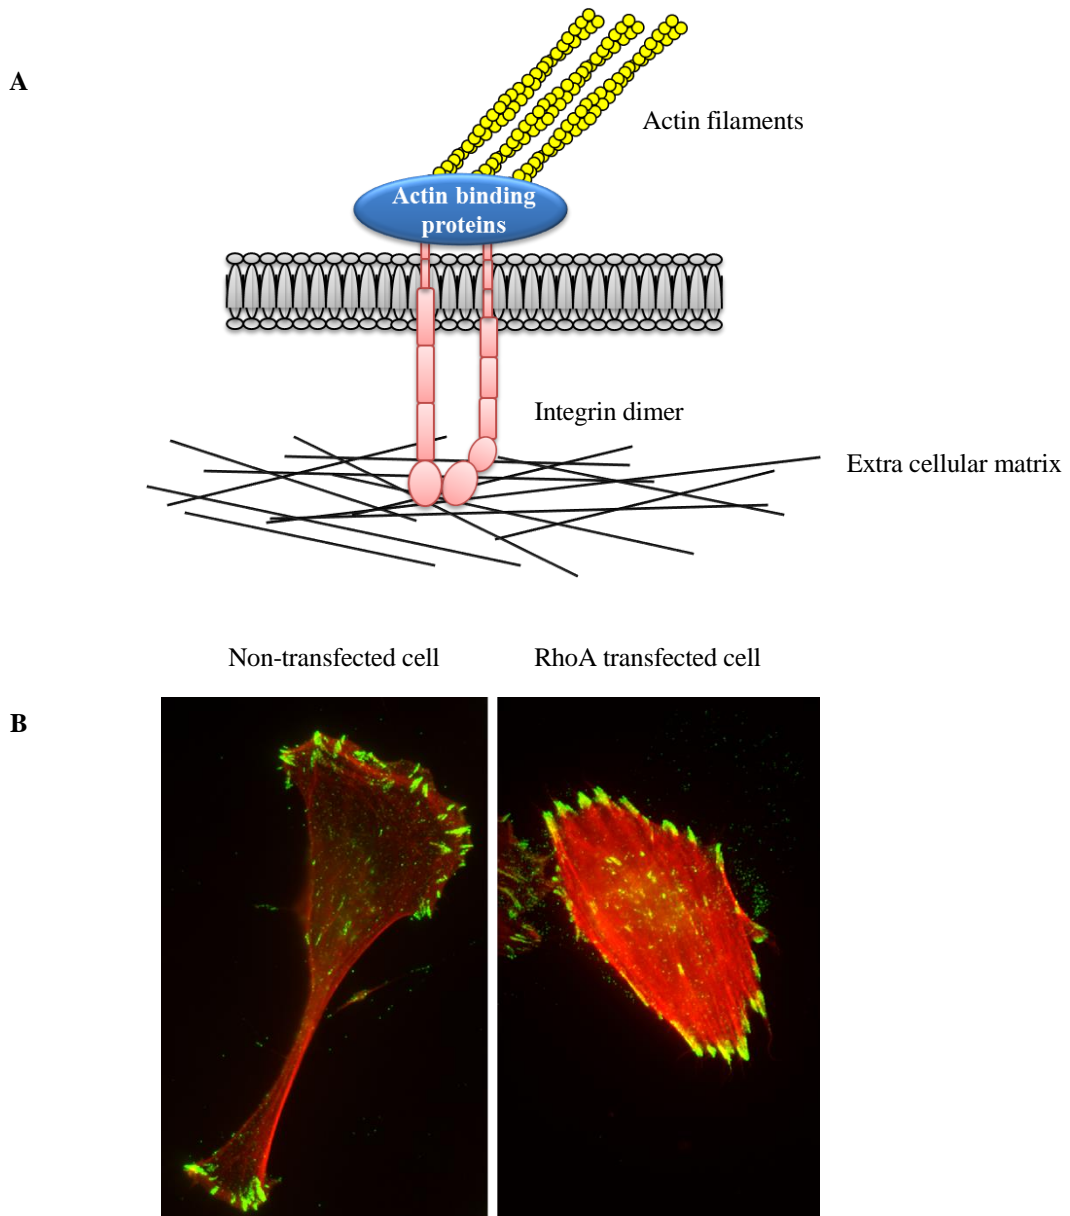 A
Actin filaments
Actin binding
proteins
Integrin dimer
Extra cellular matrix
Non-transfected cell
RhoA transfected cell
B